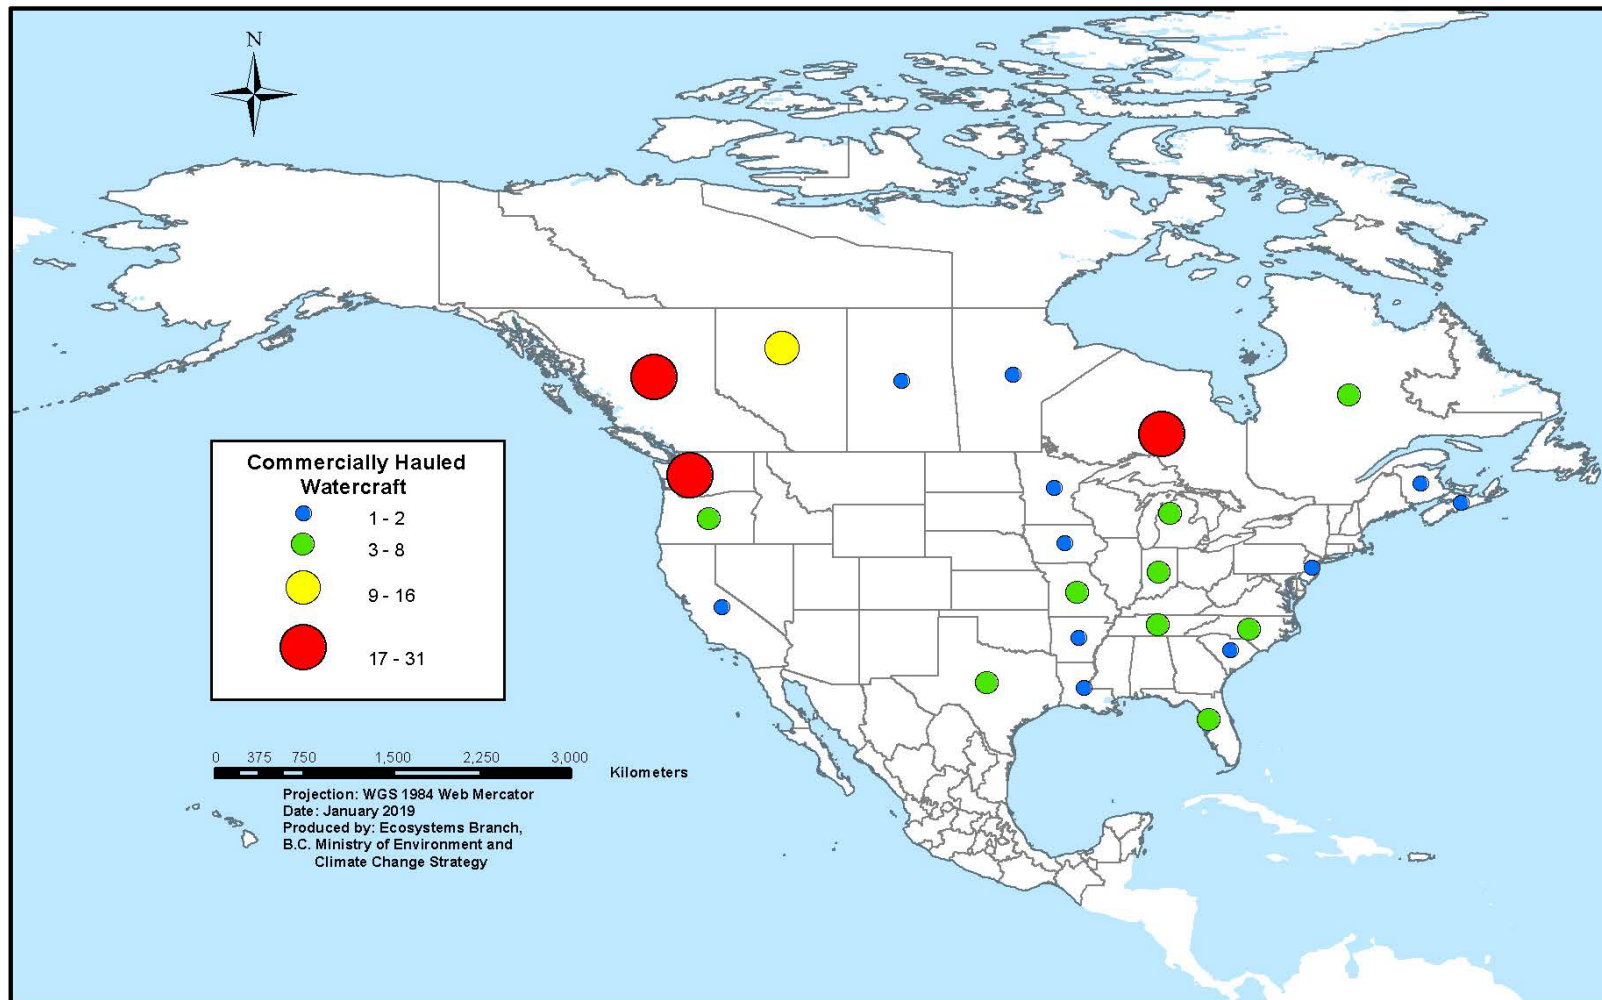 N
Commercially Hauled
Watercraft
1 - 2
3 - 8
9 - 16
17 - 31
0 375 750 1,500 2,250 3,000
Kilometers
Projection: WGS 1984 Web Mercator
Date: January 2019
Produced by: Ecosystems Branch,
B.C. Ministry of Environment and
Climate Change Strategy